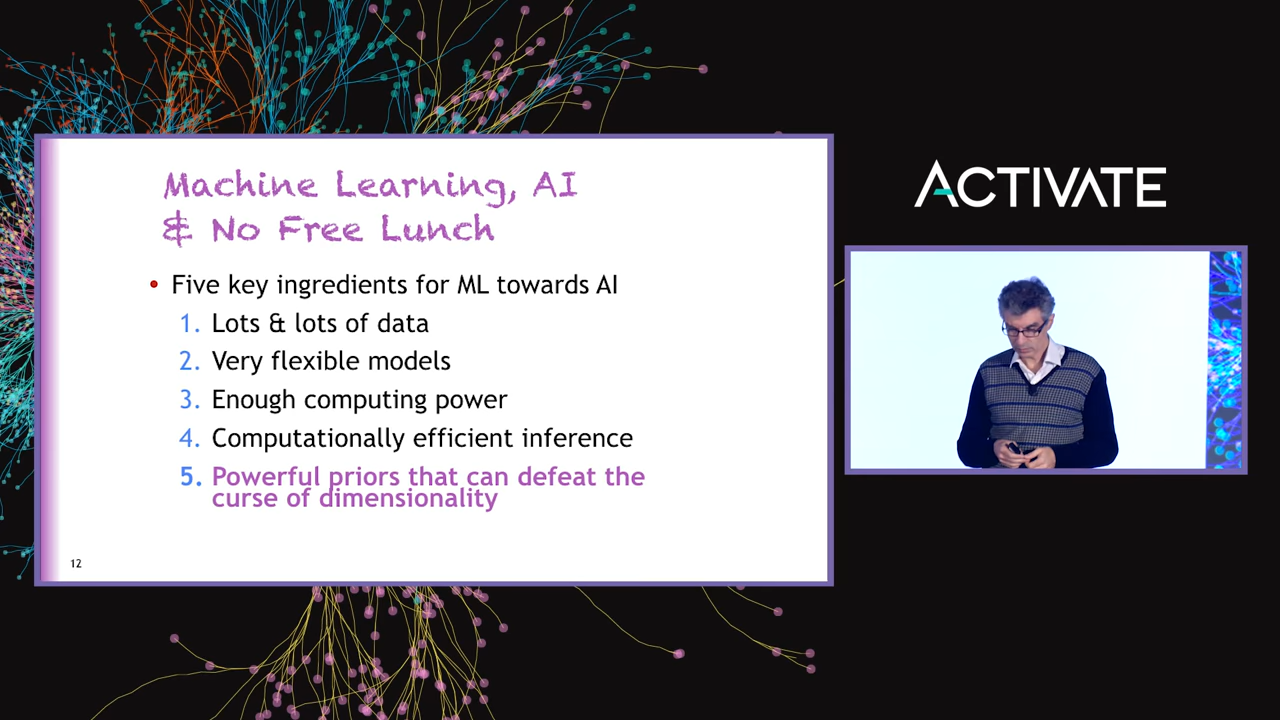 Machine Learning, AI
& No Free Lunch
• Five key ingredients for ML towards AI
1. Lots & lots of data
2. Very flexible models
3. Enough computing power
4. Computationally efficient inference
5. Powerful priors that can defeat the
curse of dimensionality
12
ACTIVATE